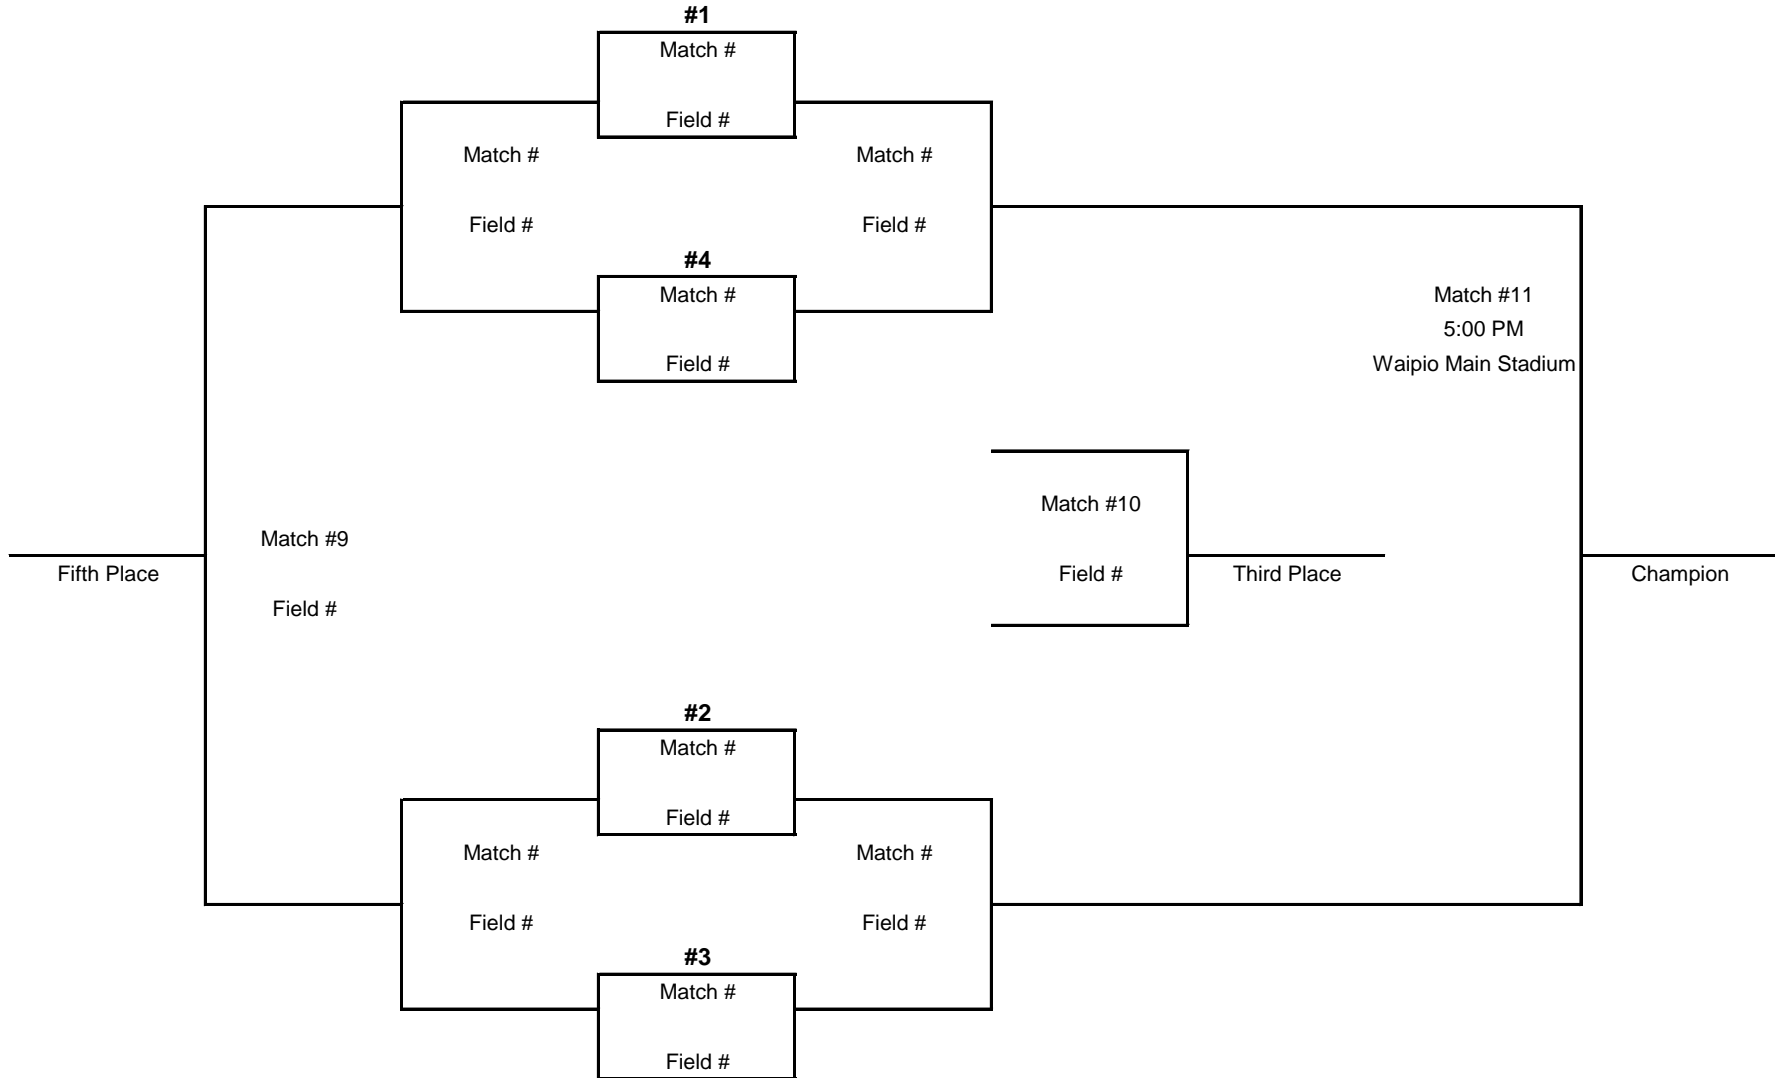 #1
Match #
Field #
Match #
Match #
Field #
Field #
#4
Match #
Match #11
5:00 PM
Field #
Waipio Main Stadium
Match #10
Match #9
Fifth Place
Field #
Third Place
Champion
Field #
#2
Match #
Field #
Match #
Match #
Field #
Field #
#3
Match #
Field #